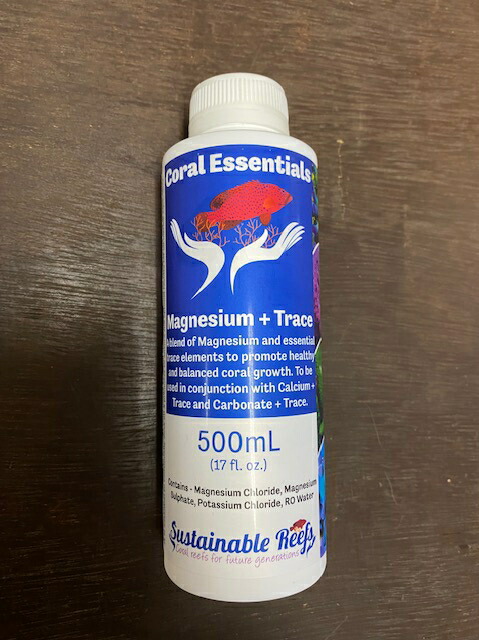 Coral Essentials
Magnesium + Trace
A blend of Magnesium and essential
trace elements to promote healthy
and balanced coral growth. To be
used in conjunction with Calcium +
Trace and Carbonate + Trace.
500mL
(17 fl. oz.)
Contains - Magnesium Chloride, Magnesium
Sulphate, Potassium Chloride, RO Water
Sustainable Reefs
Coral reefs for future generations